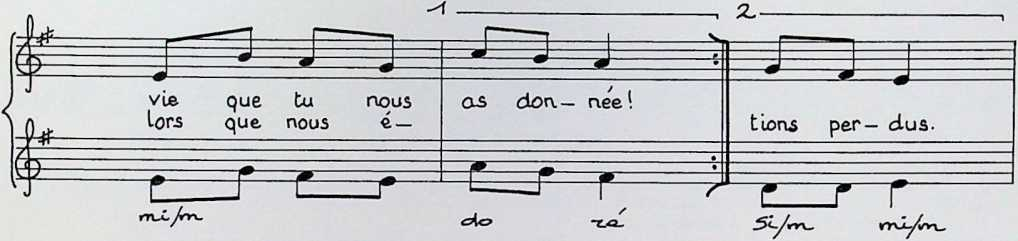 1 2
vie que tu nous as don-née!
lors que nous é- tions per-dus.
mi/m do ré si/m mi/m